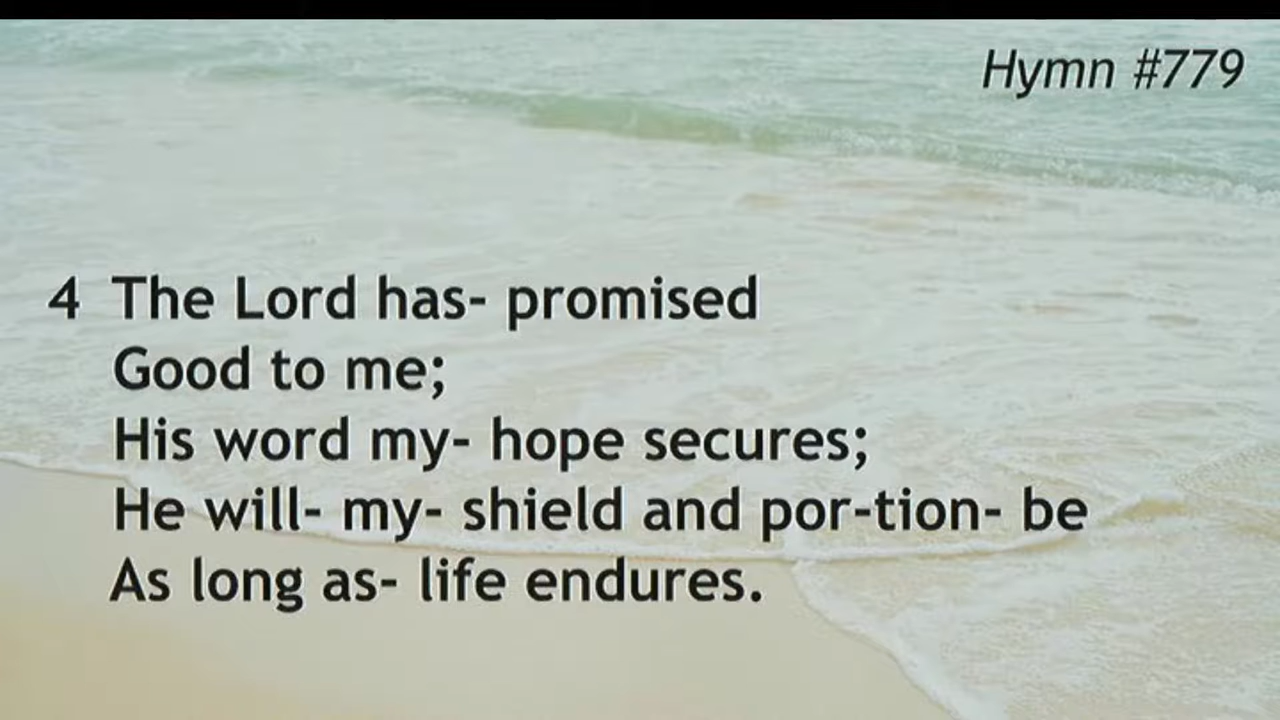 Hymn #779
4 The Lord has- promised
Good to me;
His word my- hope secures;
He will- my- shield and por-tion- be
As long as- life endures.